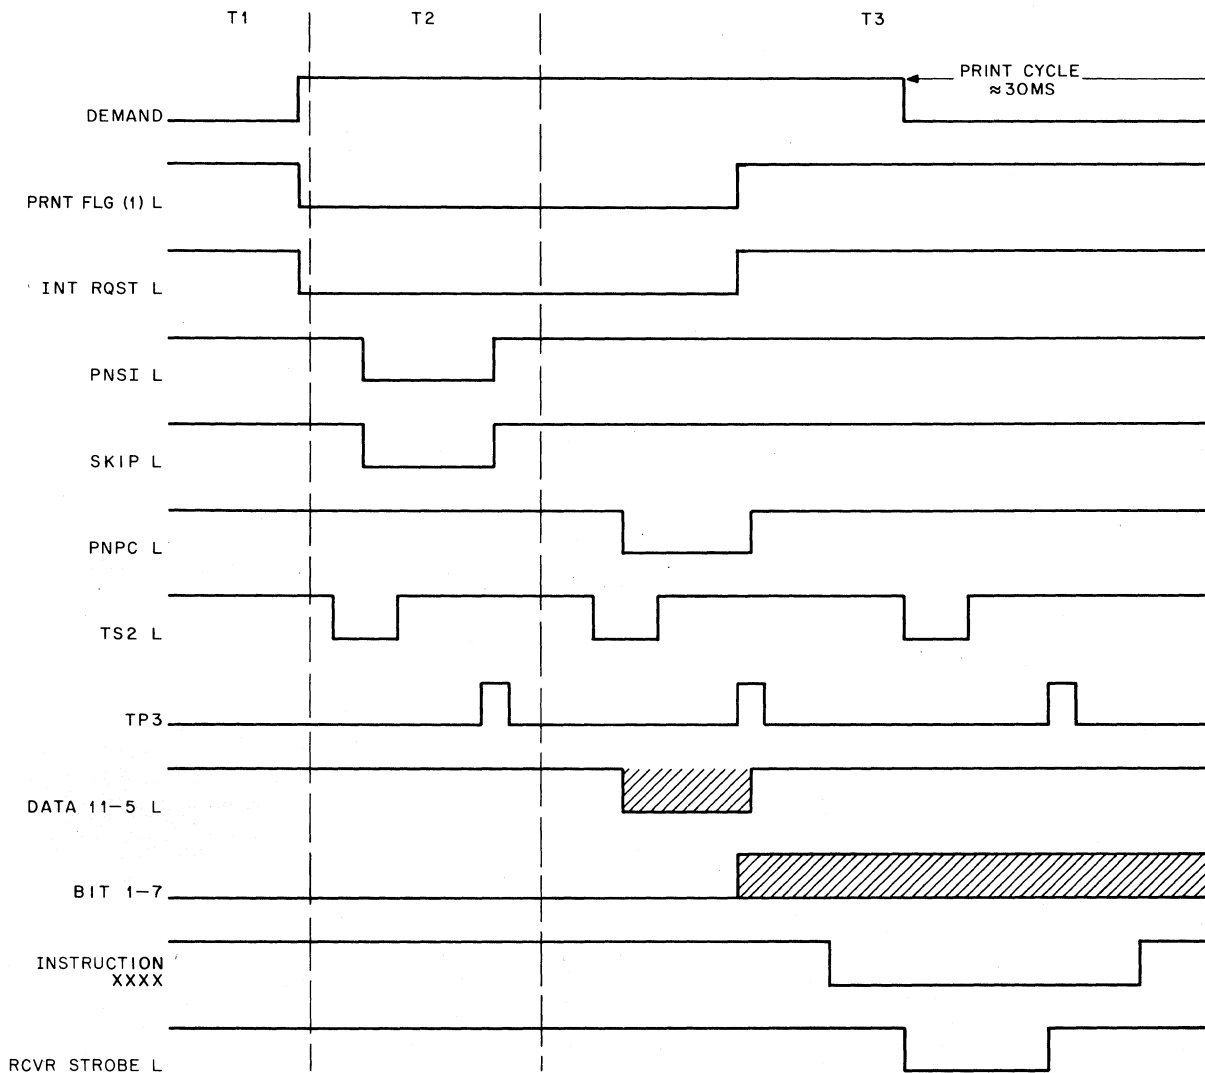 T1
T2
T3
PRINT CYCLE
≈30MS
DEMAND
PRNT FLG (1) L
INT RQST L
PNSI L
SKIP L
PNPC L
TS2 L
TP3
DATA 11-5 L
BIT 1-7
INSTRUCTION
XXXX
RCVR STROBE L